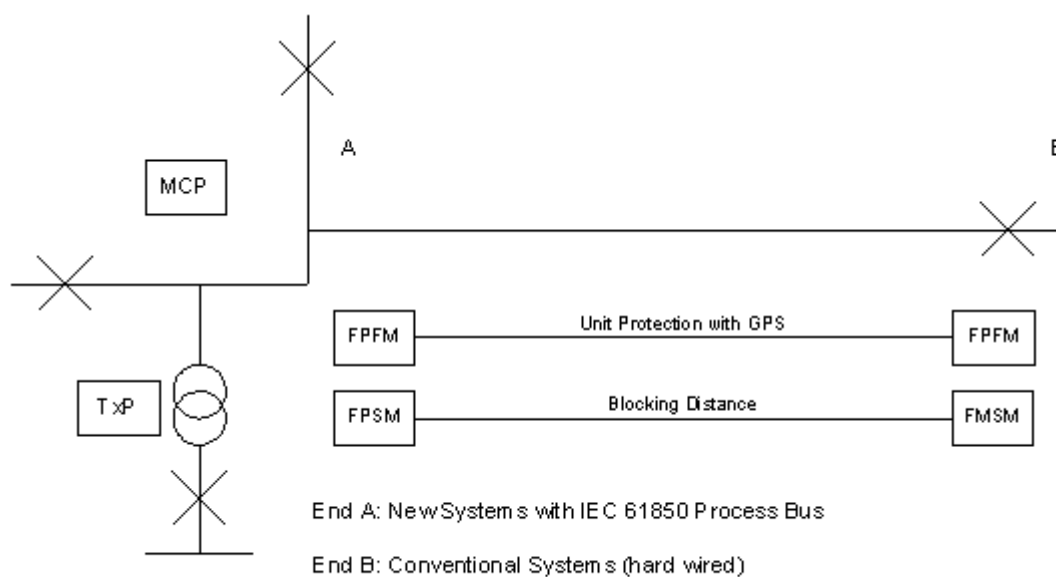 A
B
MCP
FPFM
Unit Protection with GPS
FPFM
TxP
FPSM
Blocking Distance
FMSM
End A: New Systems with IEC 61850 Process Bus
End B: Conventional Systems (hard wired)